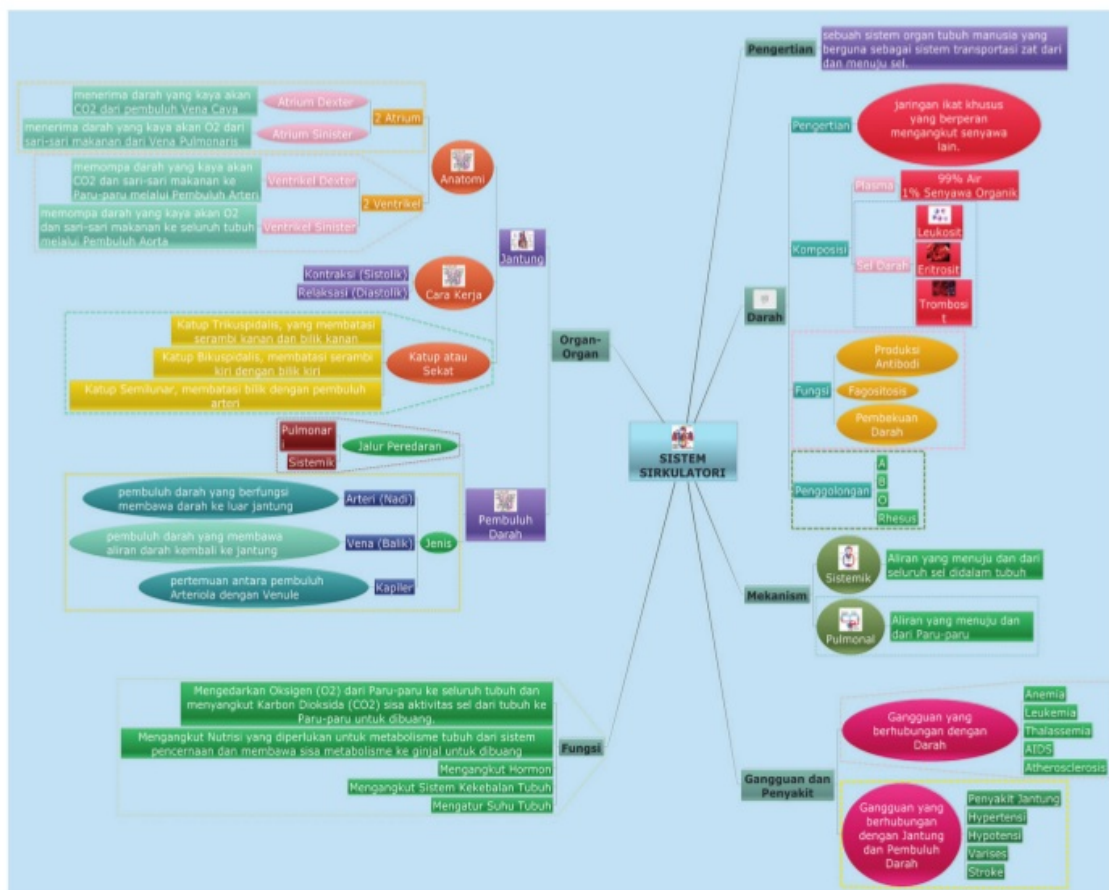 SISTEM
SIRKULATORI
Pengertian
sebuah sistem organ tubuh manusia yang
berguna sebagai sistem transportasi zat dari
dan menuju sel.
Darah
Pengertian
jaringan ikat khusus
yang berperan
mengangkut senyawa
lain.
Komposisi
Plasma
99% Air
1% Senyawa Organik
Sel Darah
Leukosit
Eritrosit
Trombosi
t
Fungsi
Produksi
Antibodi
Fagositosis
Pembekuan
Darah
Penggolongan
A
B
O
Rhesus
Mekanism
Sistemik
Aliran yang menuju dan dari
seluruh sel didalam tubuh
Pulmonal
Aliran yang menuju dan
dari Paru-paru
Gangguan dan
Penyakit
Gangguan yang
berhubungan dengan
Darah
Anemia
Leukemia
Thalassemia
AIDS
Atherosclerosis
Gangguan yang
berhubungan
dengan Jantung
dan Pembuluh
Darah
Penyakit Jantung
Hypertensi
Hypotensi
Varises
Stroke
Organ-
Organ
Jantung
Anatomi
2 Atrium
Atrium Dexter
menerima darah yang kaya akan
CO2 dari pembuluh Vena Cava
Atrium Sinister
menerima darah yang kaya akan O2 dari
sari-sari makanan dari Vena Pulmonaris
2 Ventrikel
Ventrikel Dexter
memompa darah yang kaya akan
CO2 dan sari-sari makanan ke
Paru-paru melalui Pembuluh Arteri
Ventrikel Sinister
memompa darah yang kaya akan O2
dan sari-sari makanan ke seluruh tubuh
melalui Pembuluh Aorta
Cara Kerja
Kontraksi (Sistolik)
Relaksasi (Diastolik)
Katup atau
Sekat
Katup Trikuspidalis, yang membatasi
serambi kanan dan bilik kanan
Katup Bikuspidalis, membatasi serambi
kiri dengan bilik kiri
Katup Semilunar, membatasi bilik dengan pembuluh
arteri
Pembuluh
Darah
Jalur Peredaran
Pulmonar
i
Sistemik
Jenis
Arteri (Nadi)
pembuluh darah yang berfungsi
membawa darah ke luar jantung
Vena (Balik)
pembuluh darah yang membawa
aliran darah kembali ke jantung
Kapiler
pertemuan antara pembuluh
Arteriola dengan Venule
Fungsi
Mengedarkan Oksigen (O2) dari Paru-paru ke seluruh tubuh dan
menyangkut Karbon Dioksida (CO2) sisa aktivitas sel dari tubuh ke
Paru-paru untuk dibuang.
Mengangkut Nutrisi yang diperlukan untuk metabolisme tubuh dari sistem
pencernaan dan membawa sisa metabolisme ke ginjal untuk dibuang
Mengangkut Hormon
Mengangkut Sistem Kekebalan Tubuh
Mengatur Suhu Tubuh